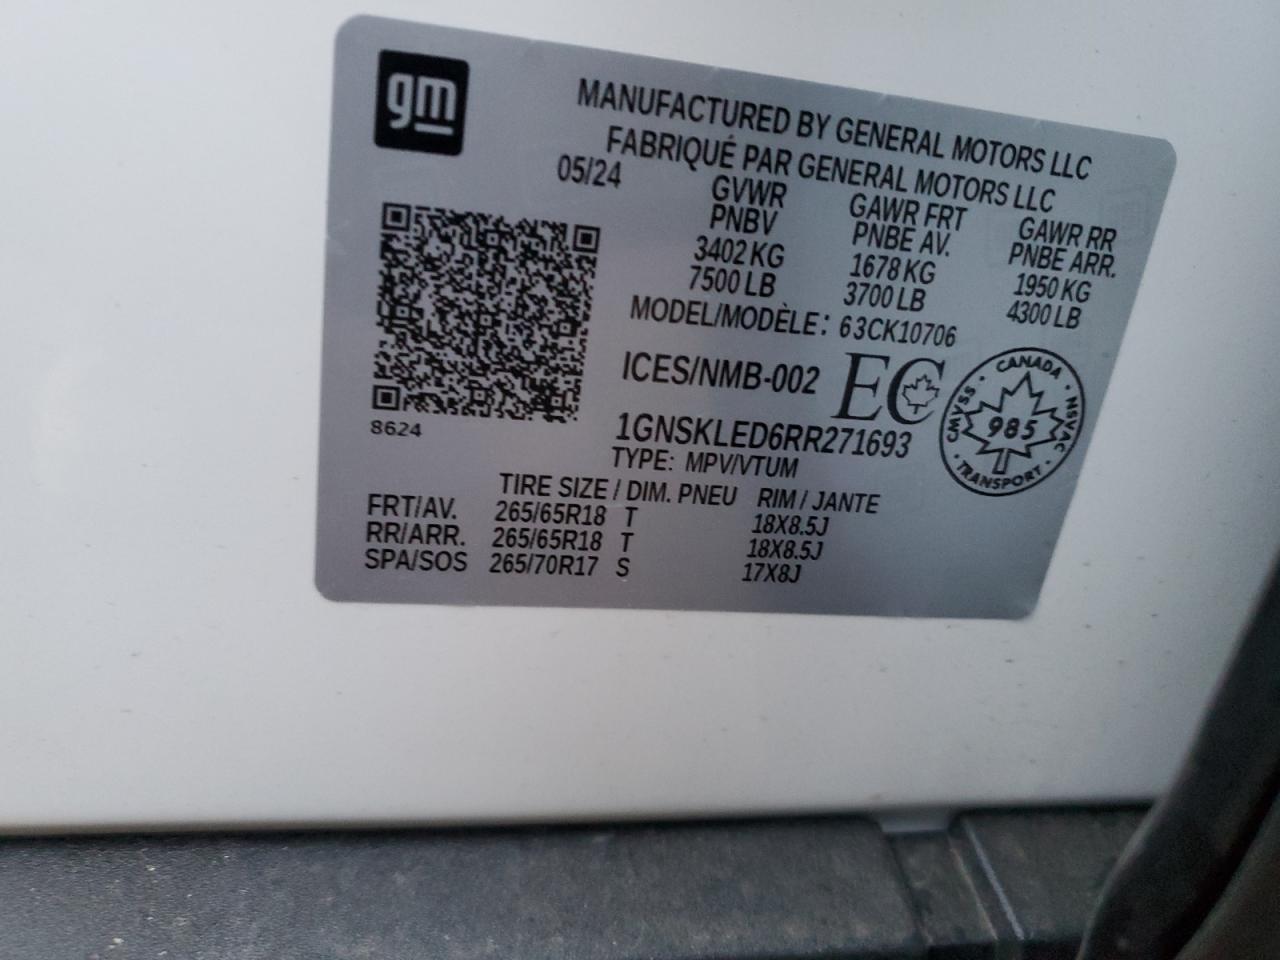 gm
MANUFACTURED BY GENERAL MOTORS LLC
FABRIQUÉ PAR GENERAL MOTORS LLC
05/24
GVWR GAWR FRT GAWR RR
PNBV PNBE AV. PNBE ARR.
3402 KG 1678 KG 1950 KG
7500 LB 3700 LB 4300 LB
MODEL/MODÈLE: 63CK10706
ICES/NMB-002 EC
CANADA
CMVSS 985 NSVAC
TRANSPORT
8624
1GNSKLED6RR271693
TYPE: MPV/VTUM
TIRE SIZE / DIM. PNEU RIM / JANTE
FRT/AV. 265/65R18 T 18X8.5J
RR/ARR. 265/65R18 T 18X8.5J
SPA/SOS 265/70R17 S 17X8J